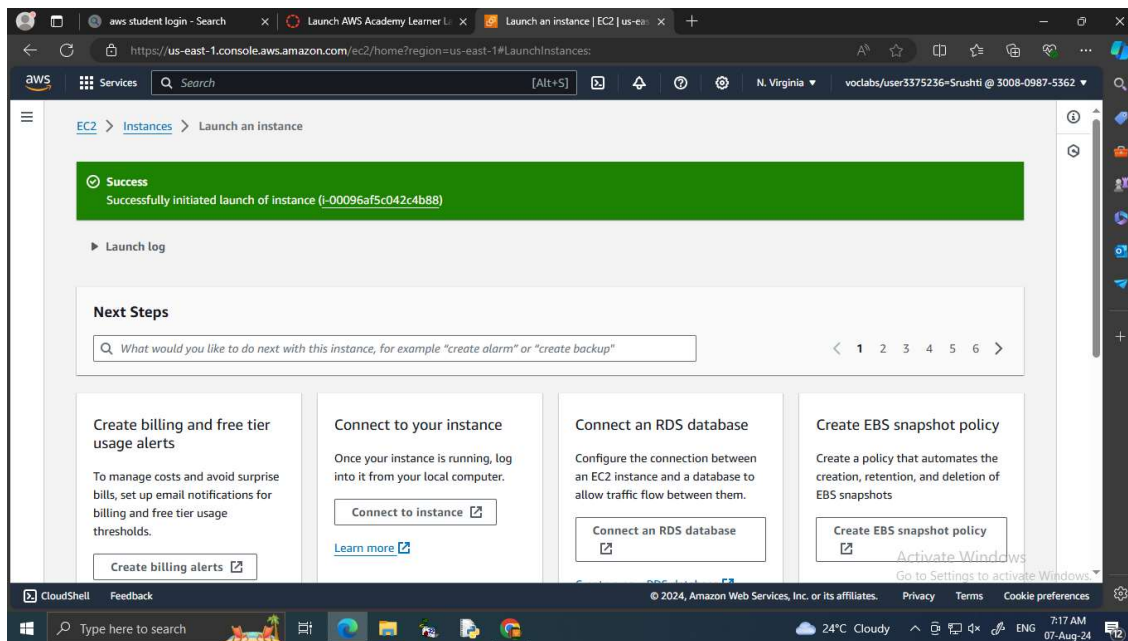 aws student login - Search
Launch AWS Academy Learner La
Launch an instance | EC2 | us-eas
https://us-east-1.console.aws.amazon.com/ec2/home?region=us-east-1#LaunchInstances:
aws
Services
Search
[Alt+S]
N. Virginia
voclabs/user3375236=Srushti @ 3008-0987-5362
EC2 > Instances > Launch an instance
Success
Successfully initiated launch of instance (i-00096af5c042c4b88)
Launch log
Next Steps
What would you like to do next with this instance, for example "create alarm" or "create backup"
1 2 3 4 5 6
Create billing and free tier
usage alerts
To manage costs and avoid surprise
bills, set up email notifications for
billing and free tier usage
thresholds.
Create billing alerts
Connect to your instance
Once your instance is running, log
into it from your local computer.
Connect to instance
Learn more
Connect an RDS database
Configure the connection between
an EC2 instance and a database to
allow traffic flow between them.
Connect an RDS database
Create EBS snapshot policy
Create a policy that automates the
creation, retention, and deletion of
EBS snapshots
Create EBS snapshot policy
Activate Windows
Go to Settings to activate Windows.
CloudShell
Feedback
© 2024, Amazon Web Services, Inc. or its affiliates.
Privacy
Terms
Cookie preferences
Type here to search
24°C Cloudy
ENG
7:17 AM
07-Aug-24
12